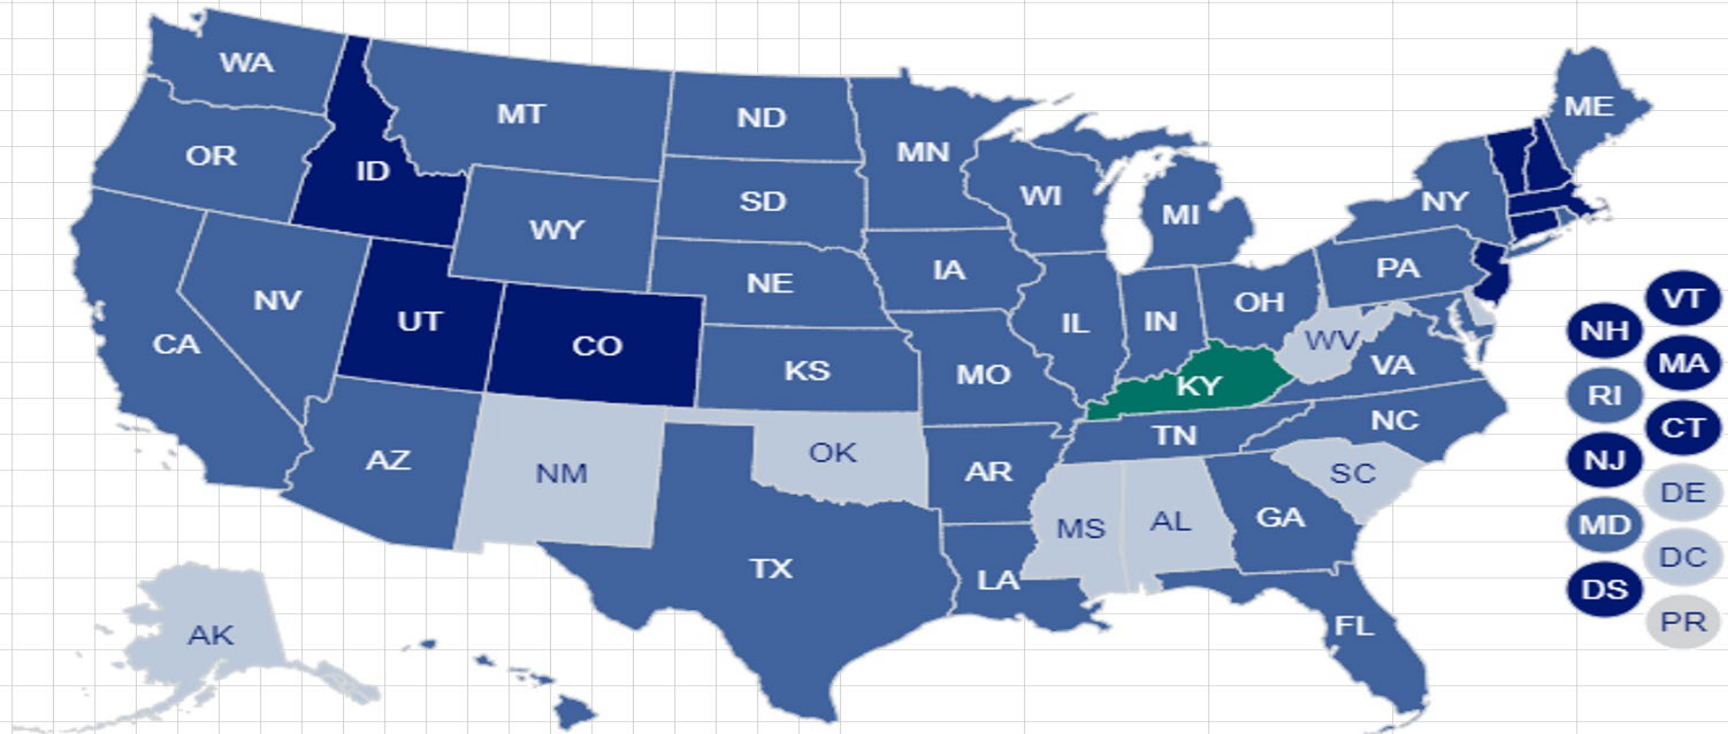 WA
MT
ND
MN
ME
OR
ID
SD
WI
MI
NY
WY
IA
PA
NV
UT
NE
OH
CA
CO
IL
IN
WV
KS
MO
KY
VA
AZ
NM
OK
AR
TN
NC
SC
MS
AL
GA
TX
LA
FL
AK
VT
NH
MA
RI
CT
NJ
DE
MD
DC
DS
PR